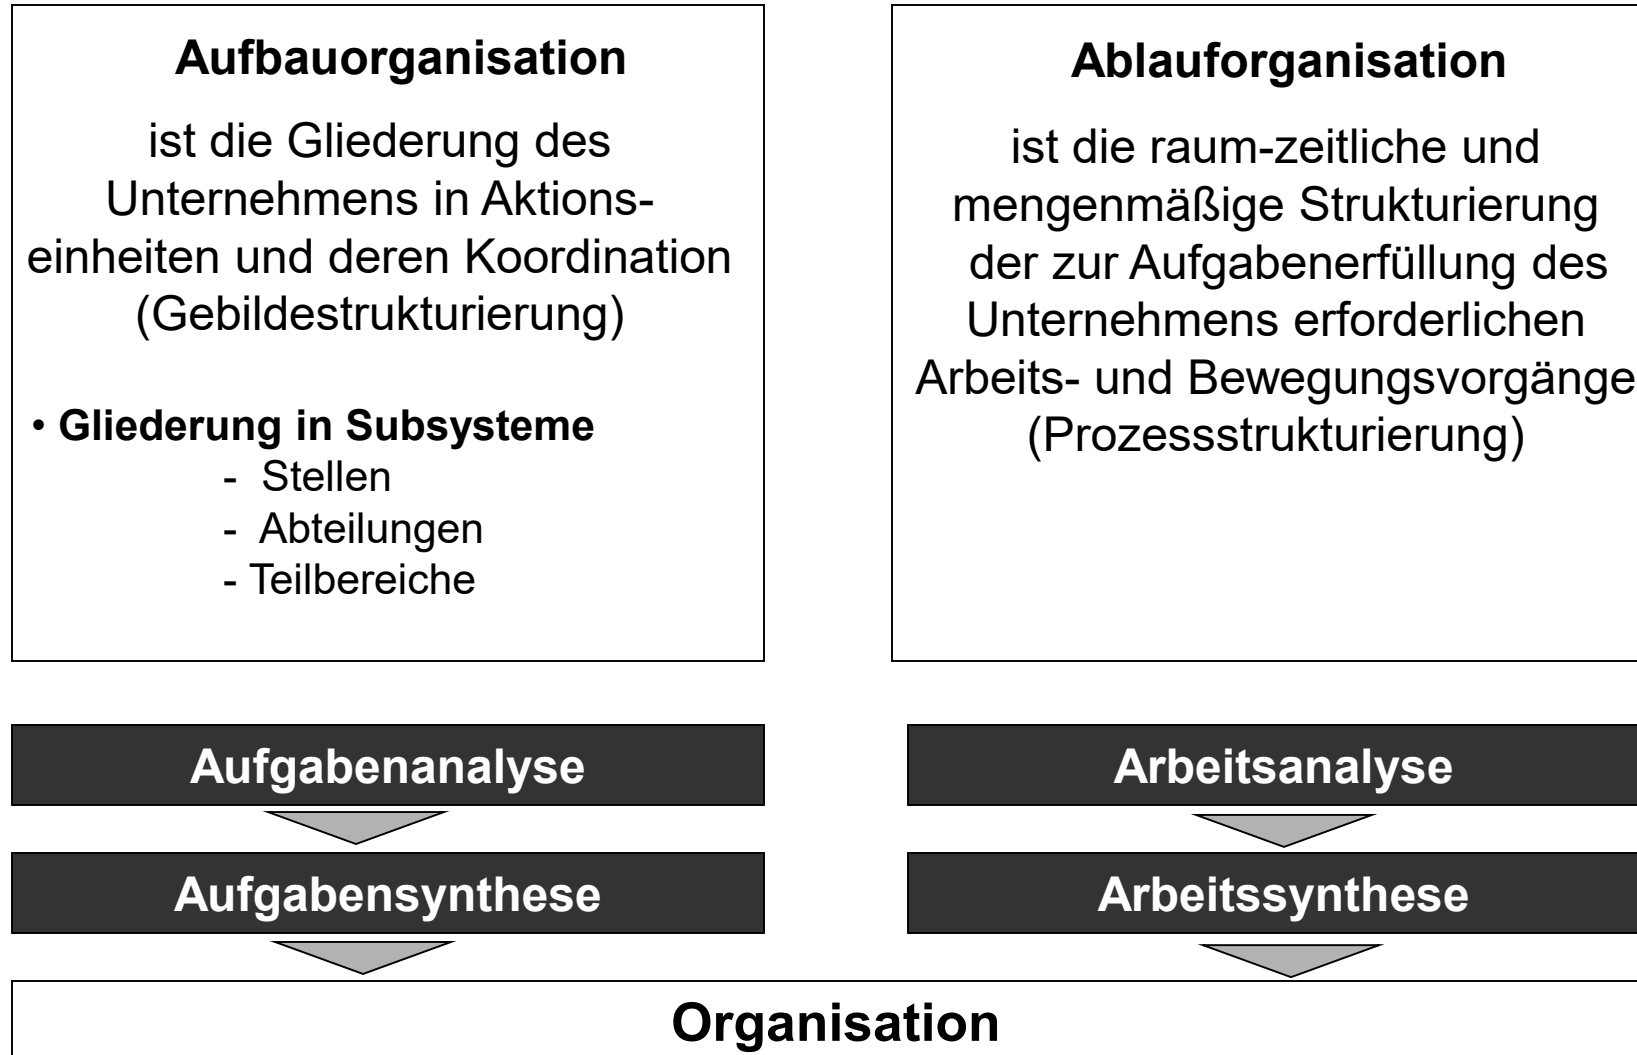 Aufbauorganisation
ist die Gliederung des
Unternehmens in Aktions-
einheiten und deren Koordination
(Gebildestrukturierung)
• Gliederung in Subsysteme
- Stellen
- Abteilungen
- Teilbereiche
Ablauforganisation
ist die raum-zeitliche und
mengenmäßige Strukturierung
der zur Aufgabenerfüllung des
Unternehmens erforderlichen
Arbeits- und Bewegungsvorgänge
(Prozessstrukturierung)
Aufgabenanalyse
Aufgabensynthese
Arbeitsanalyse
Arbeitssynthese
Organisation